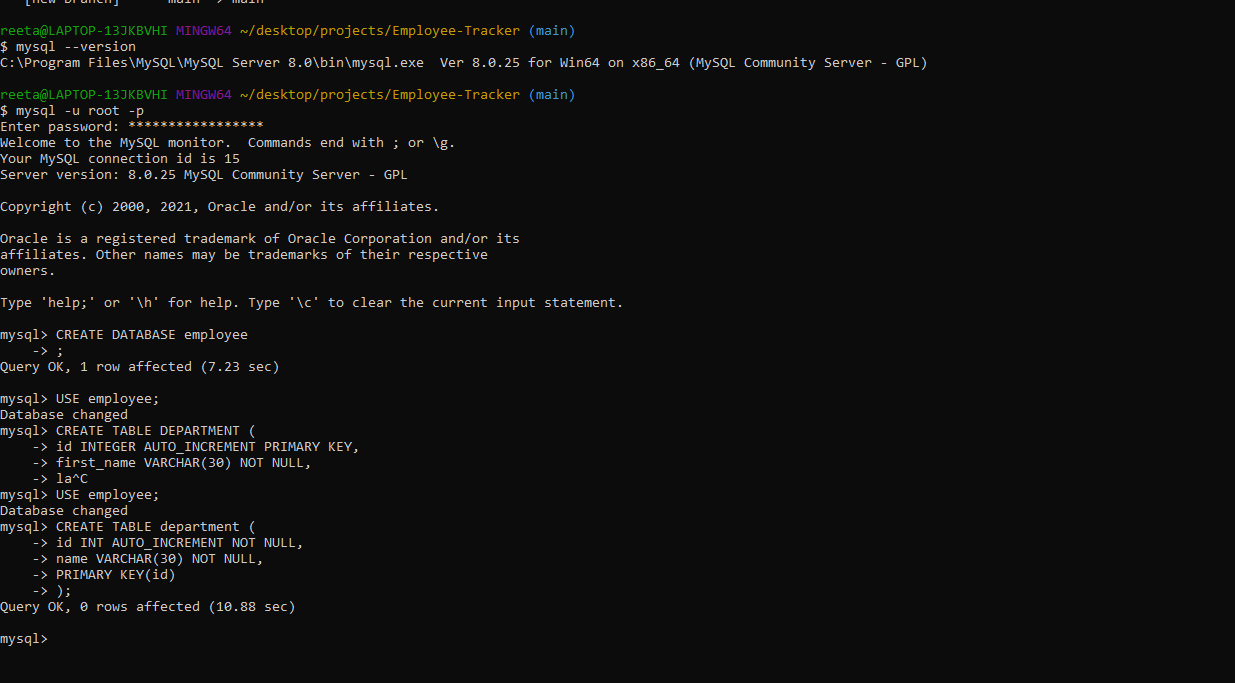 [new branch]      main -> main
reeta@LAPTOP-13JKBVHI MINGW64 ~/desktop/projects/Employee-Tracker (main)
$ mysql --version
C:\Program Files\MySQL\MySQL Server 8.0\bin\mysql.exe  Ver 8.0.25 for Win64 on x86_64 (MySQL Community Server - GPL)
reeta@LAPTOP-13JKBVHI MINGW64 ~/desktop/projects/Employee-Tracker (main)
$ mysql -u root -p
Enter password: *****************
Welcome to the MySQL monitor.  Commands end with ; or \g.
Your MySQL connection id is 15
Server version: 8.0.25 MySQL Community Server - GPL
Copyright (c) 2000, 2021, Oracle and/or its affiliates.
Oracle is a registered trademark of Oracle Corporation and/or its
affiliates. Other names may be trademarks of their respective
owners.
Type 'help;' or '\h' for help. Type '\c' to clear the current input statement.
mysql> CREATE DATABASE employee
    -> ;
Query OK, 1 row affected (7.23 sec)
mysql> USE employee;
Database changed
mysql> CREATE TABLE DEPARTMENT (
    -> id INTEGER AUTO_INCREMENT PRIMARY KEY,
    -> first_name VARCHAR(30) NOT NULL,
    -> la^C
mysql> USE employee;
Database changed
mysql> CREATE TABLE department (
    -> id INT AUTO_INCREMENT NOT NULL,
    -> name VARCHAR(30) NOT NULL,
    -> PRIMARY KEY(id)
    -> );
Query OK, 0 rows affected (10.88 sec)
mysql>